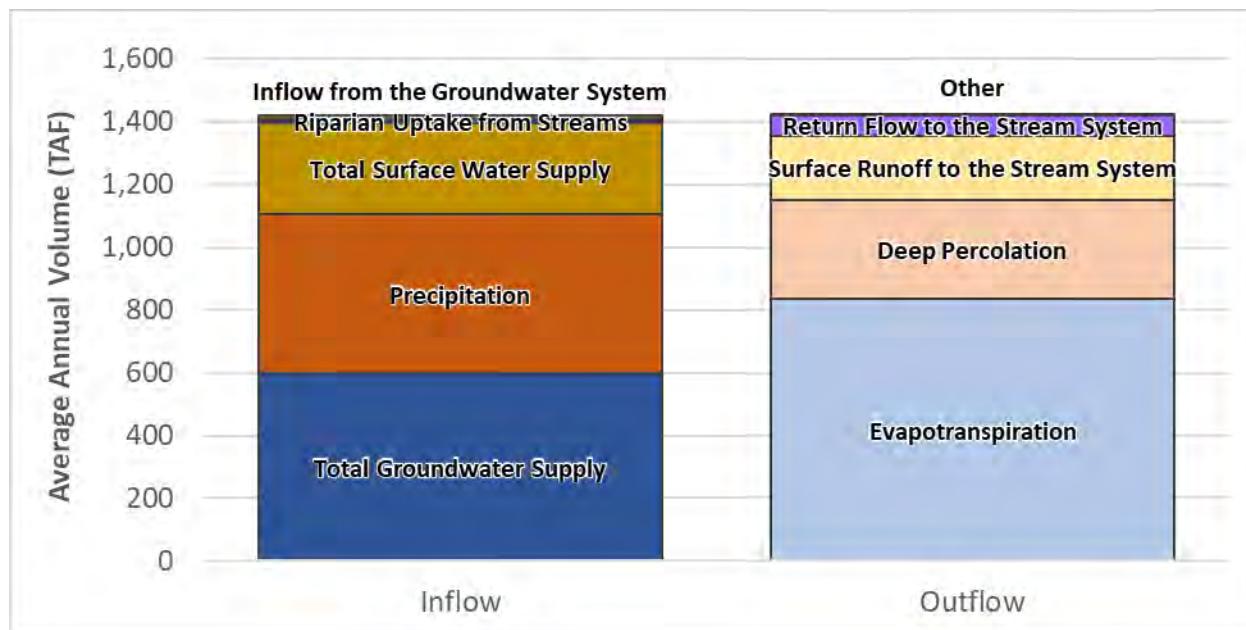 Average Annual Volume (TAF)
1,600
1,400
1,200
1,000
800
600
400
200
0
Inflow from the Groundwater System
Riparian Uptake from Streams
Total Surface Water Supply
Precipitation
Total Groundwater Supply
Other
Return Flow to the Stream System
Surface Runoff to the Stream System
Deep Percolation
Evapotranspiration
Inflow
Outflow